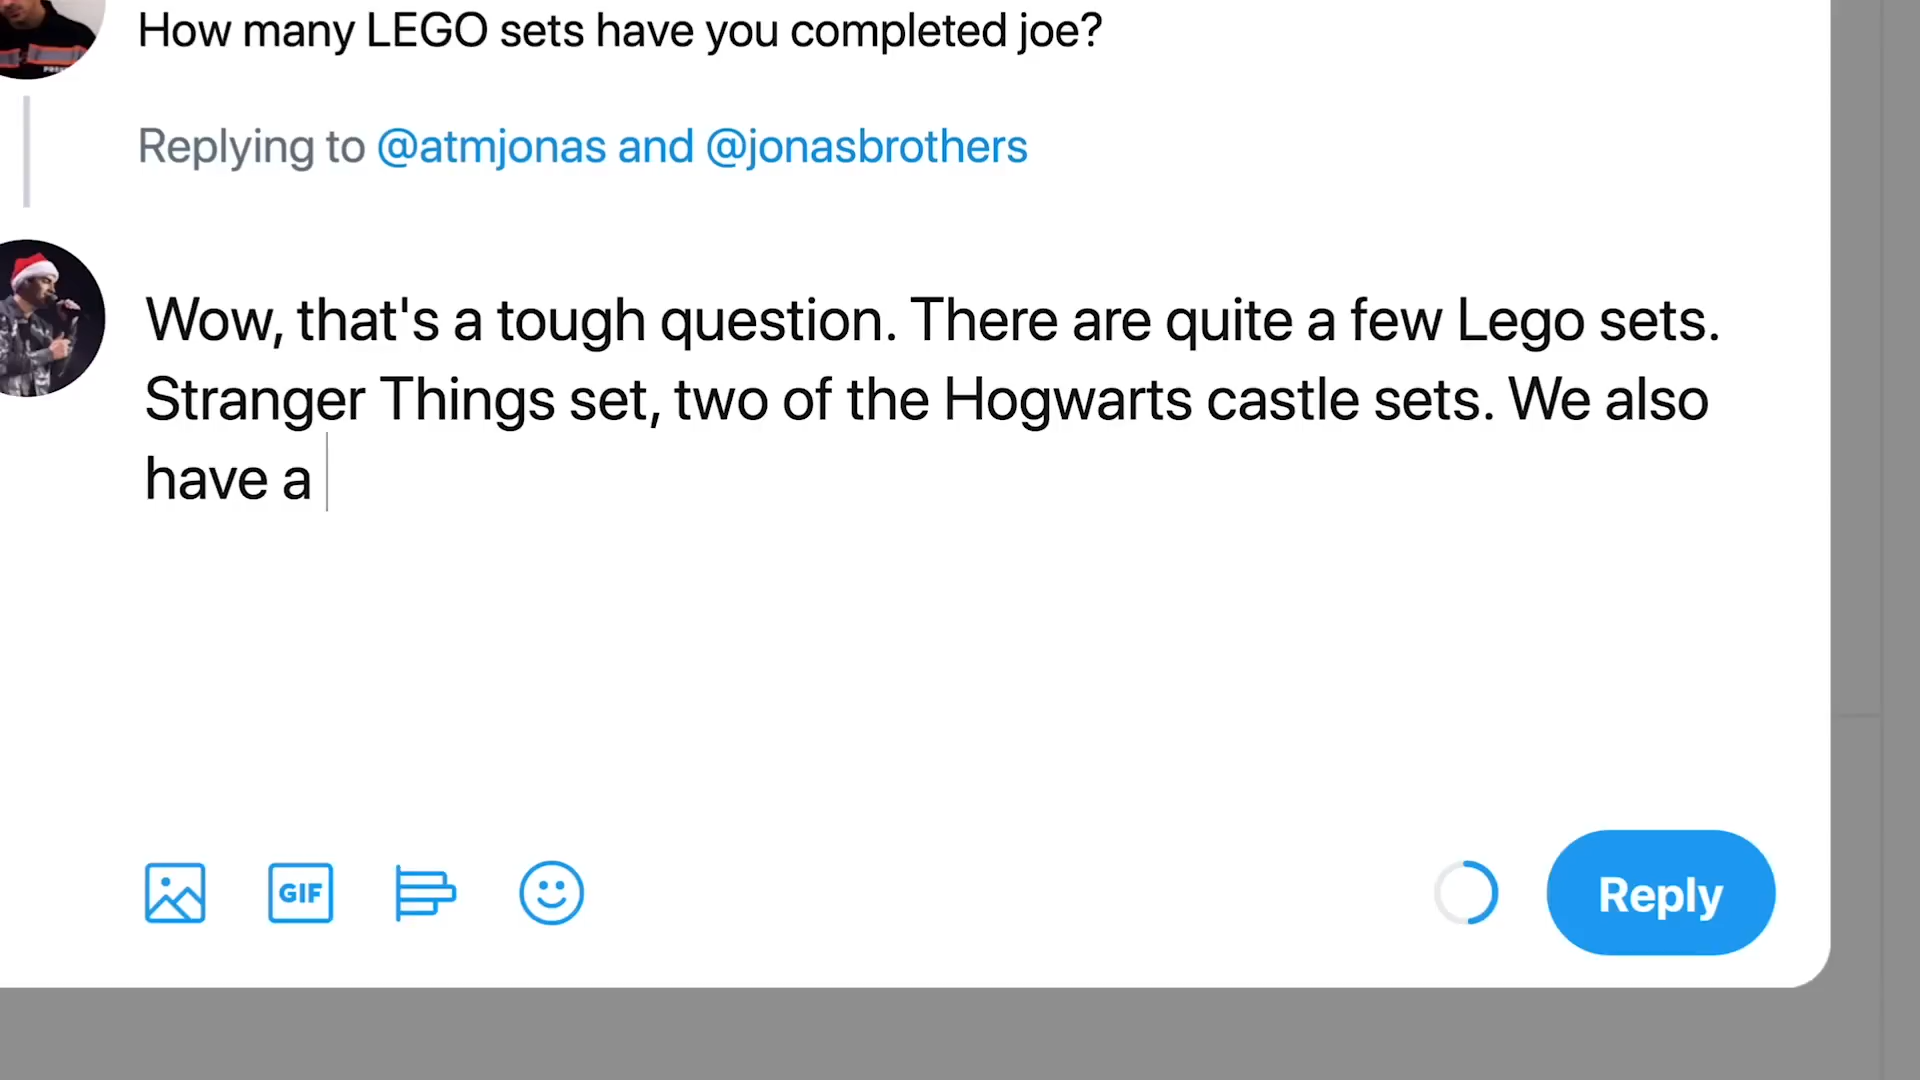 How many LEGO sets have you completed joe?
Replying to @atmjonas and @jonasbrothers
Wow, that's a tough question. There are quite a few Lego sets.
Stranger Things set, two of the Hogwarts castle sets. We also
have a
GIF
Reply